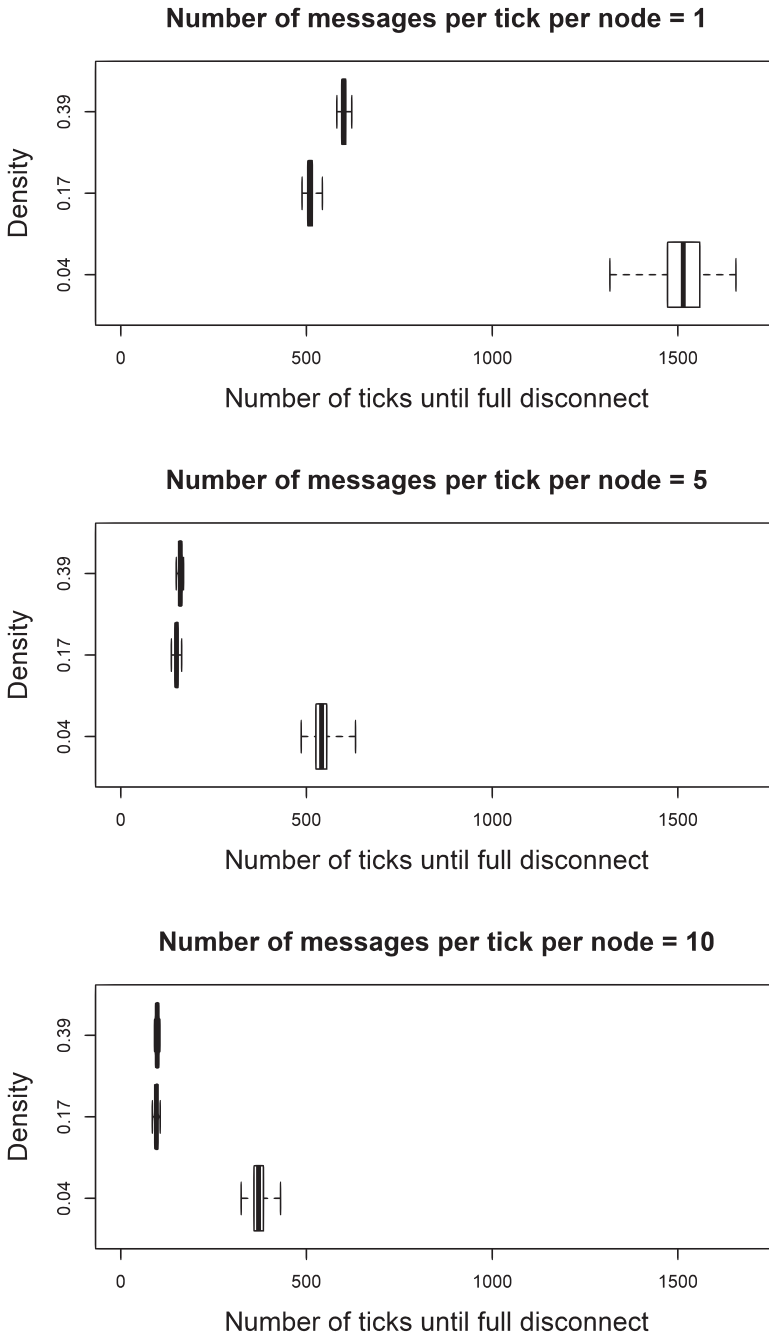 Number of messages per tick per node = 1
Density
0.39
0.17
0.04
0 500 1000 1500
Number of ticks until full disconnect
Number of messages per tick per node = 5
Density
0.39
0.17
0.04
0 500 1000 1500
Number of ticks until full disconnect
Number of messages per tick per node = 10
Density
0.39
0.17
0.04
0 500 1000 1500
Number of ticks until full disconnect